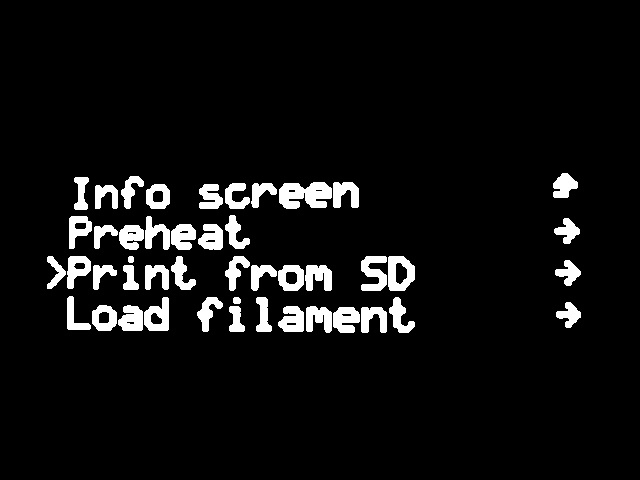 Info screen ↑
Preheat →
>Print from SD →
Load filament →